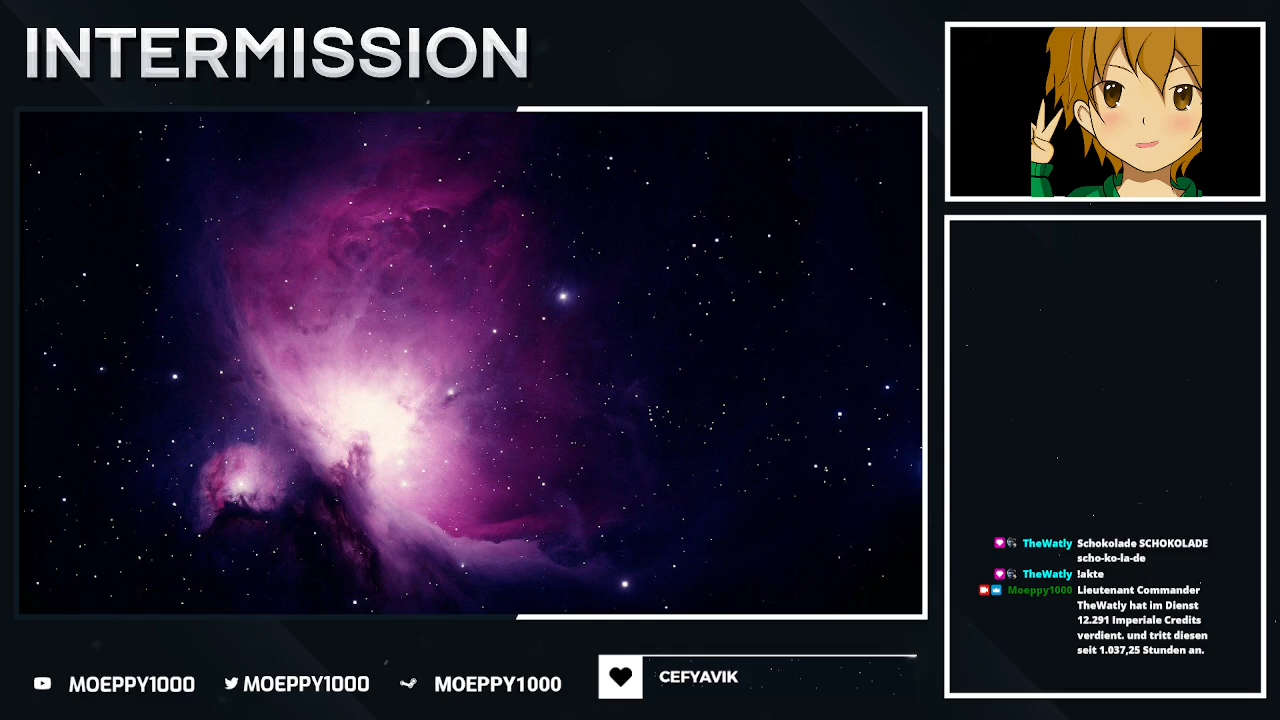 INTERMISSION
TheWatly Schokolade SCHOKOLADE
scho-ko-la-de
TheWatly !akte
Moeppy1000 Lieutenant Commander
TheWatly hat im Dienst
12.291 Imperiale Credits
verdient. und tritt diesen
seit 1.037,25 Stunden an.
MOEPPY1000 MOEPPY1000 MOEPPY1000 CEFYAVIK